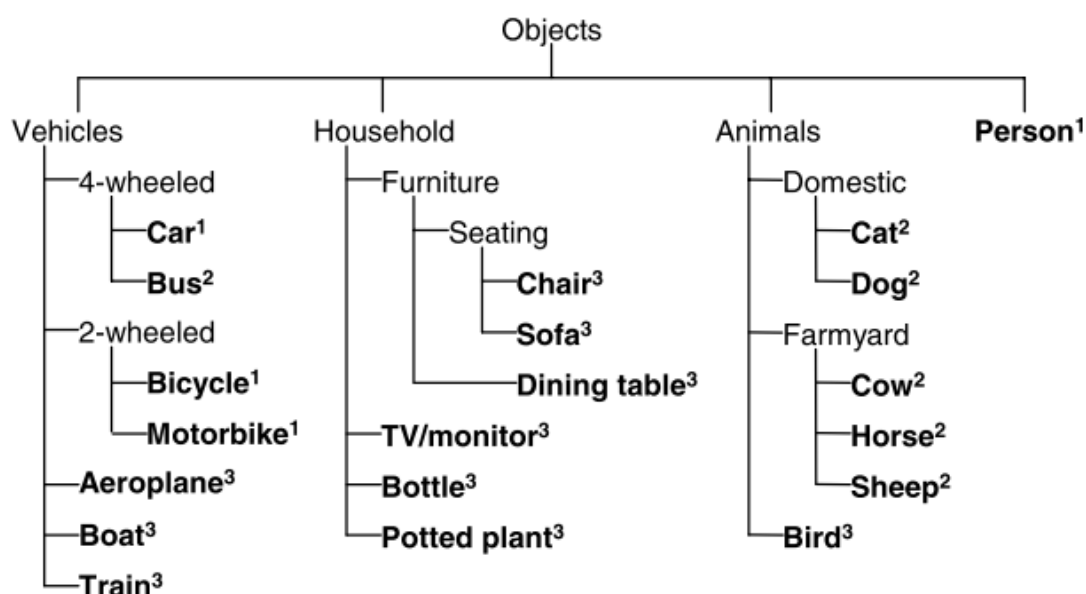 Objects
Vehicles
4-wheeled
Car¹
Bus²
2-wheeled
Bicycle¹
Motorbike¹
Aeroplane³
Boat³
Train³
Household
Furniture
Seating
Chair³
Sofa³
Dining table³
TV/monitor³
Bottle³
Potted plant³
Animals
Domestic
Cat²
Dog²
Farmyard
Cow²
Horse²
Sheep²
Bird³
Person¹